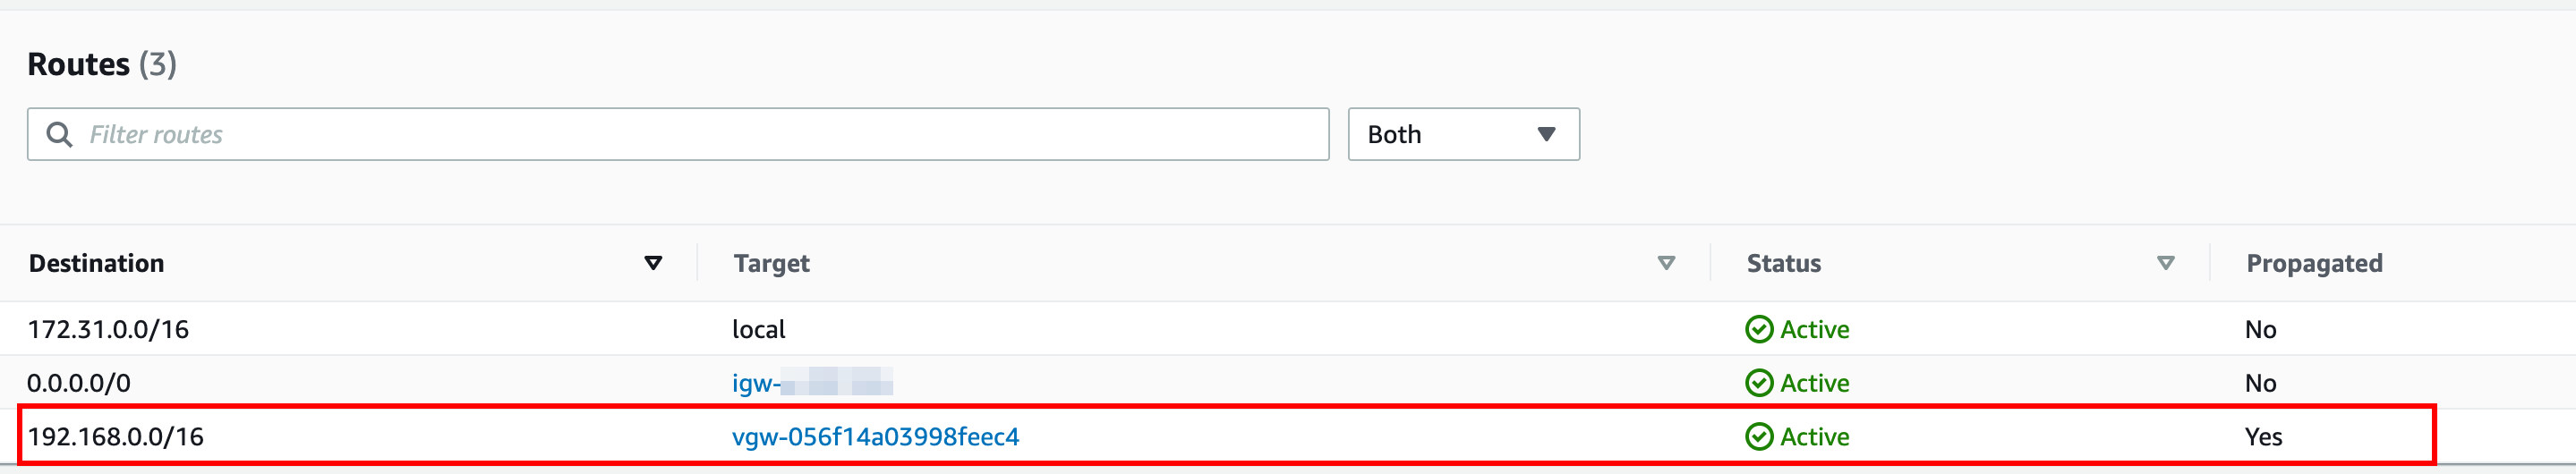 Routes (3)
Filter routes
Both
Destination Target Status Propagated
172.31.0.0/16 local Active No
0.0.0.0/0 igw- Active No
192.168.0.0/16 vgw-056f14a03998feec4 Active Yes